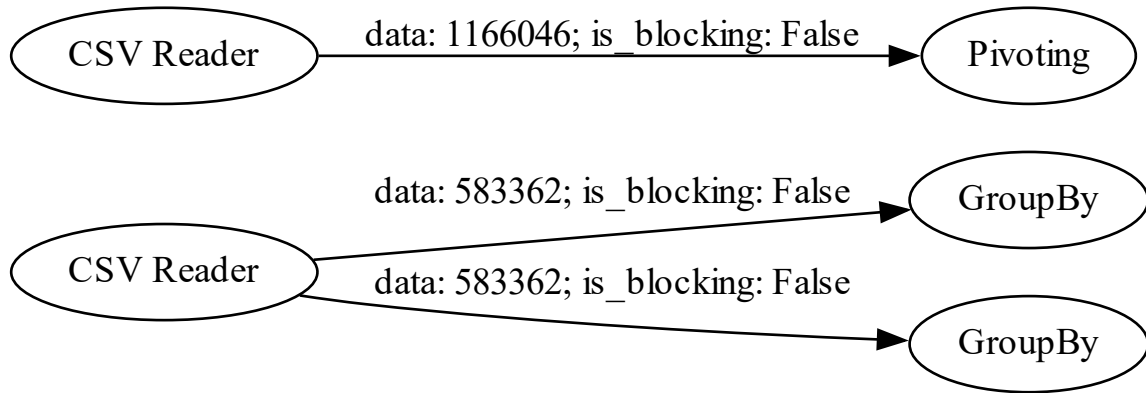 CSV Reader
data: 1166046; is_blocking: False
Pivoting
CSV Reader
data: 583362; is_blocking: False
GroupBy
data: 583362; is_blocking: False
GroupBy